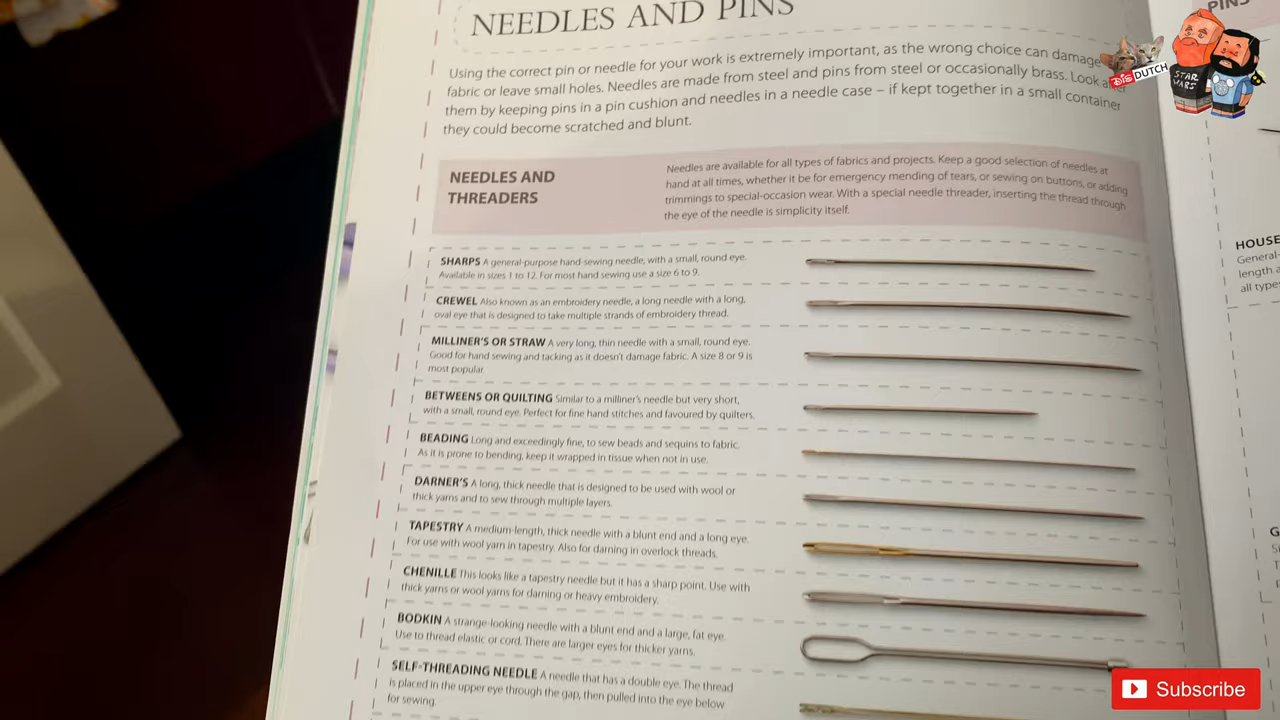 NEEDLES AND PINS
Using the correct pin or needle for your work is extremely important, as the wrong choice can damage
fabric or leave small holes. Needles are made from steel and pins from steel or occasionally brass. Look after
them by keeping pins in a pin cushion and needles in a needle case – if kept together in a small container
they could become scratched and blunt.
NEEDLES AND
THREADERS
Needles are available for all types of fabrics and projects. Keep a good selection of needles at
hand at all times, whether it be for emergency mending of tears, or sewing on buttons, or adding
trimmings to special-occasion wear. With a special needle threader, inserting the thread through
the eye of the needle is simplicity itself.
SHARPS A general-purpose hand-sewing needle, with a small, round eye.
Available in sizes 1 to 12. For most hand sewing use a size 6 to 9.
CREWEL Also known as an embroidery needle, a long needle with a long,
oval eye that is designed to take multiple strands of embroidery thread.
MILLINER'S OR STRAW A very long, thin needle with a small, round eye.
Good for hand sewing and tacking as it doesn't damage fabric. A size 8 or 9 is
most popular.
BETWEENS OR QUILTING Similar to a milliner's needle but very short,
with a small, round eye. Perfect for fine hand stitches and favoured by quilters.
BEADING Long and exceedingly fine, to sew beads and sequins to fabric.
As it is prone to bending, keep it wrapped in tissue when not in use.
DARNER'S A long, thick needle that is designed to be used with wool or
thick yarns and to sew through multiple layers.
TAPESTRY A medium-length, thick needle with a blunt end and a long eye.
For use with wool yarn in tapestry. Also for darning in overlock threads.
CHENILLE This looks like a tapestry needle but it has a sharp point. Use with
thick yarns or wool yarns for darning or heavy embroidery.
BODKIN A strange-looking needle with a blunt end and a large, fat eye.
Use to thread elastic or cord. There are larger eyes for thicker yarns.
SELF-THREADING NEEDLE A needle that has a double eye. The thread
is placed in the upper eye through the gap, then pulled into the eye below
for sewing.
PINS
HOUSE
General-
length a
all types
DIS DUTCH
STAR
WARS
Subscribe